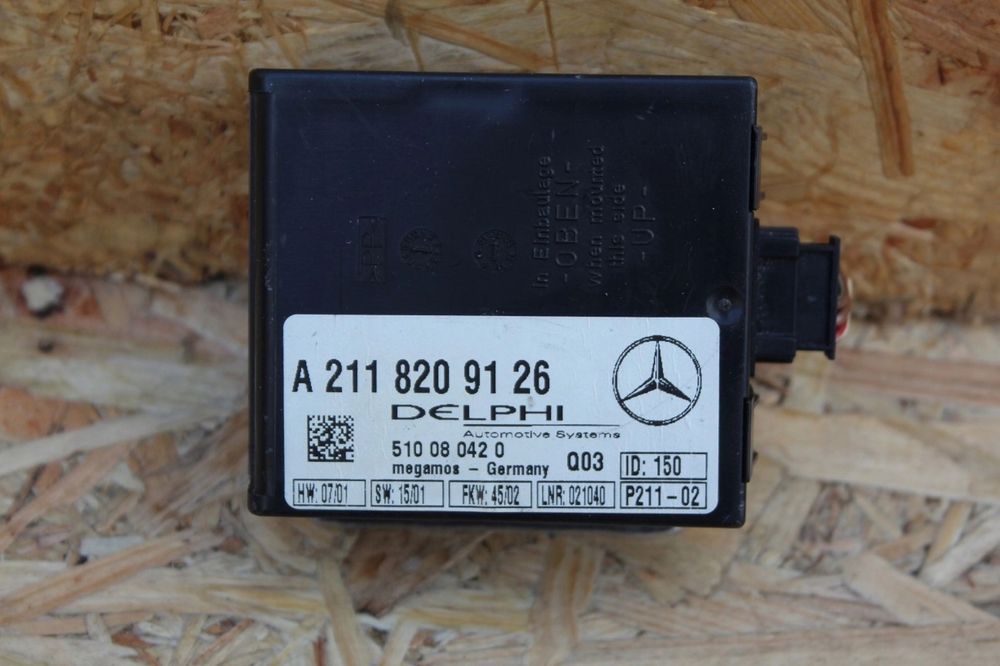 In Einbaulage
-OBEN-
when mounted
this side
-UP-
A 211 820 91 26
DELPHI
Automotive Systems
510 08 042 0
megamos - Germany
Q03
ID: 150
HW: 07/01
SW: 15/01
FKW: 45/02
LNR: 021040
P211-02